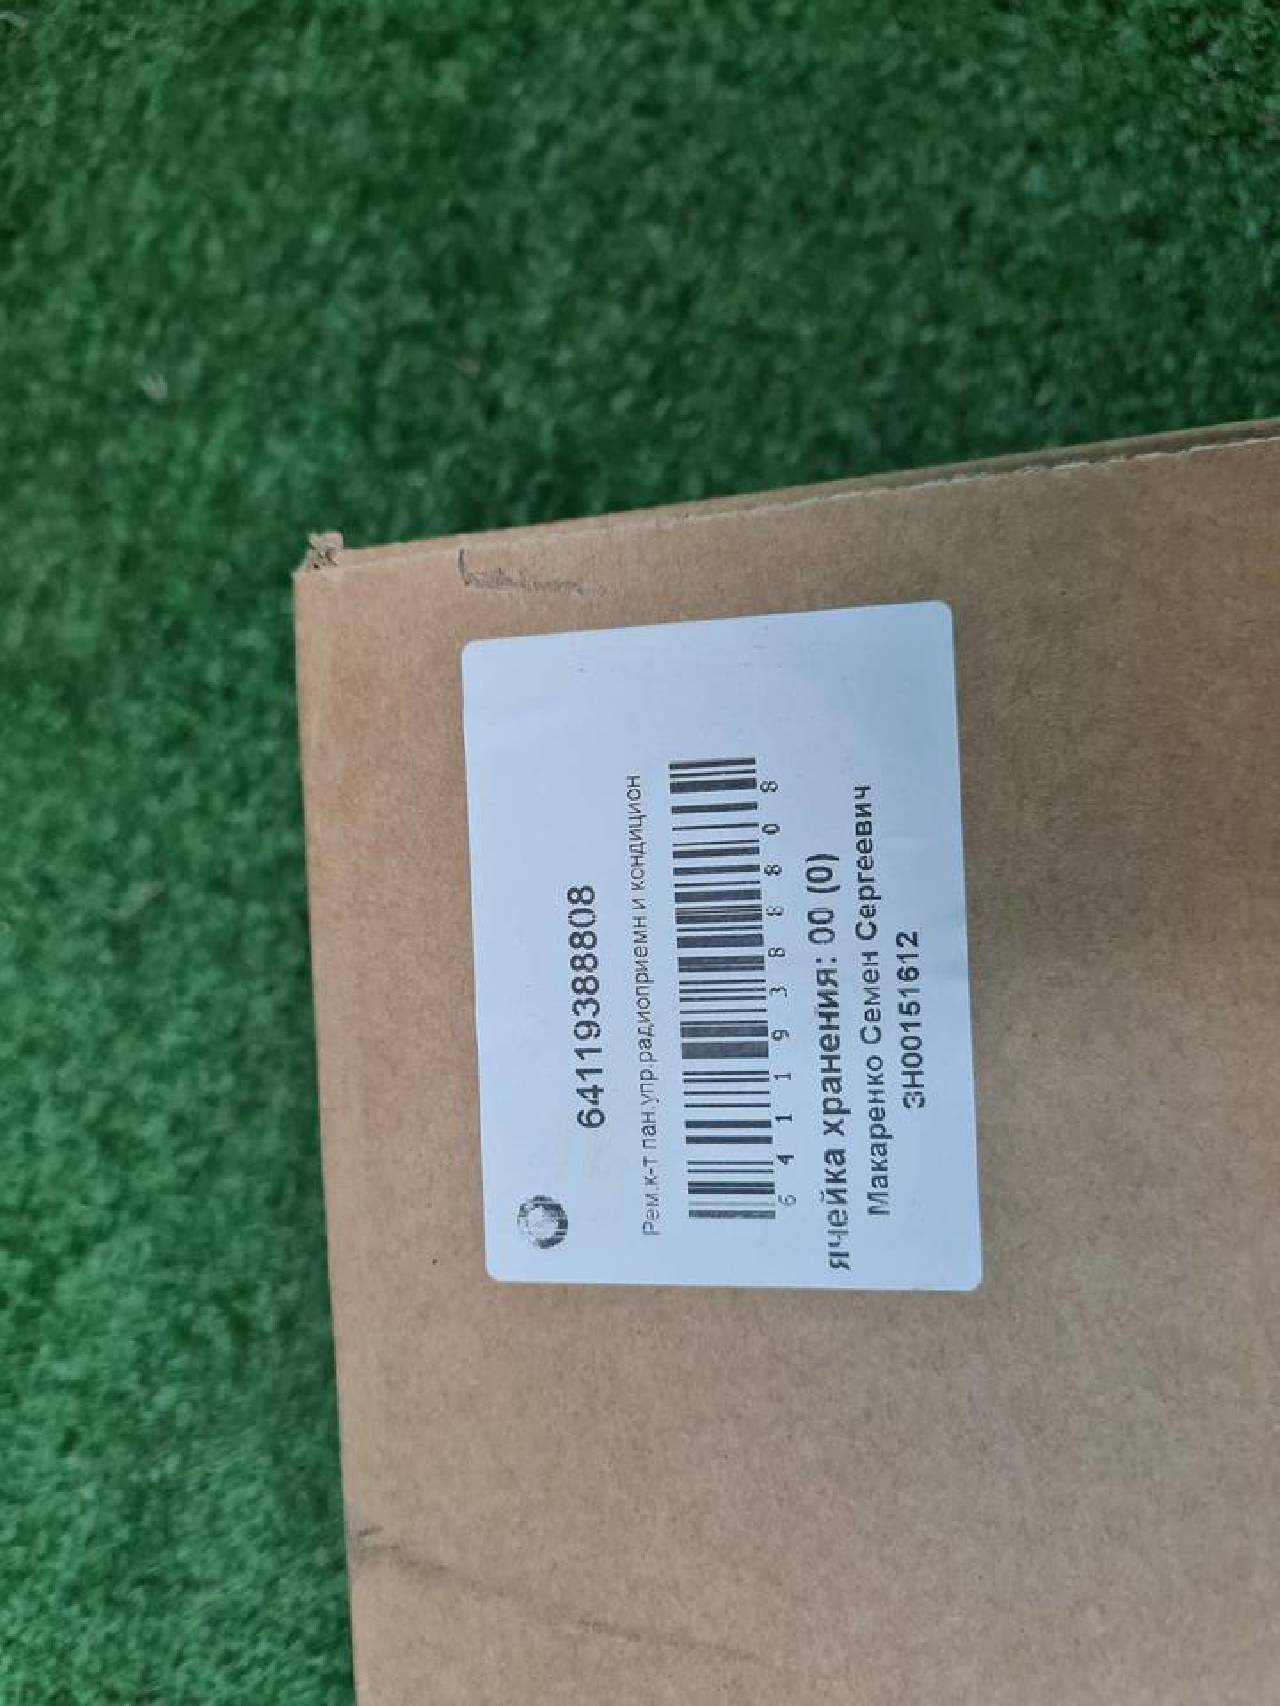 64119388808
Рем.к-т пан.упр.радиоприемн и кондицион
6 4 1 1 9 3 8 8 8 0 8
ячейка хранения: 00 (0)
Макаренко Семен Сергеевич
ЗН00151612